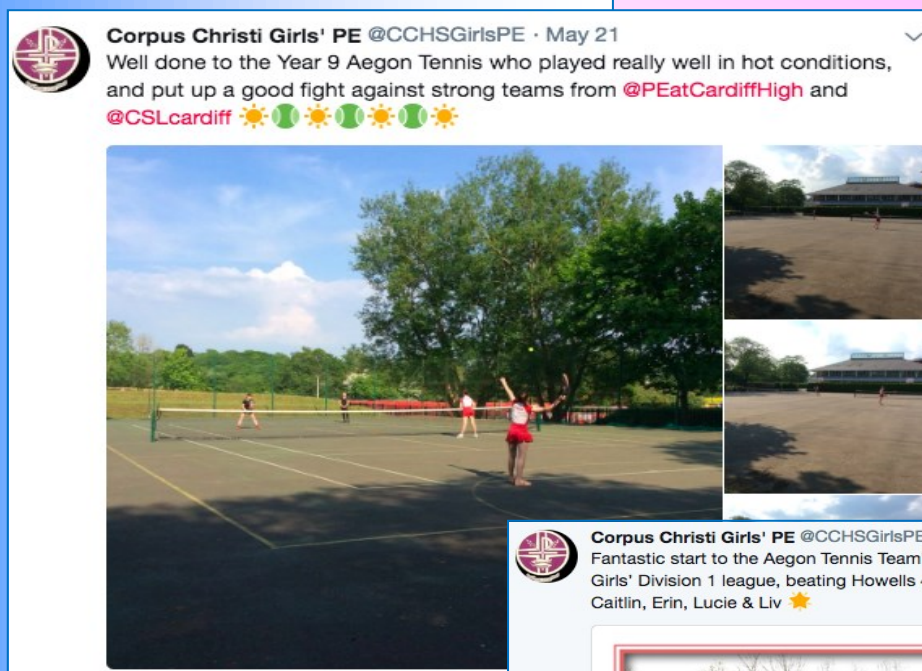 Corpus Christi Girls' PE @CCHSGirlsPE · May 21
Well done to the Year 9 Aegon Tennis who played really well in hot conditions,
and put up a good fight against strong teams from @PEatCardiffHigh and
@CSLcardiff ☀️🎾☀️🎾☀️🎾☀️
Corpus Christi Girls' PE @CCHSGirlsPE
Fantastic start to the Aegon Tennis Team
Girls' Division 1 league, beating Howells
Caitlin, Erin, Lucie & Liv 🌟